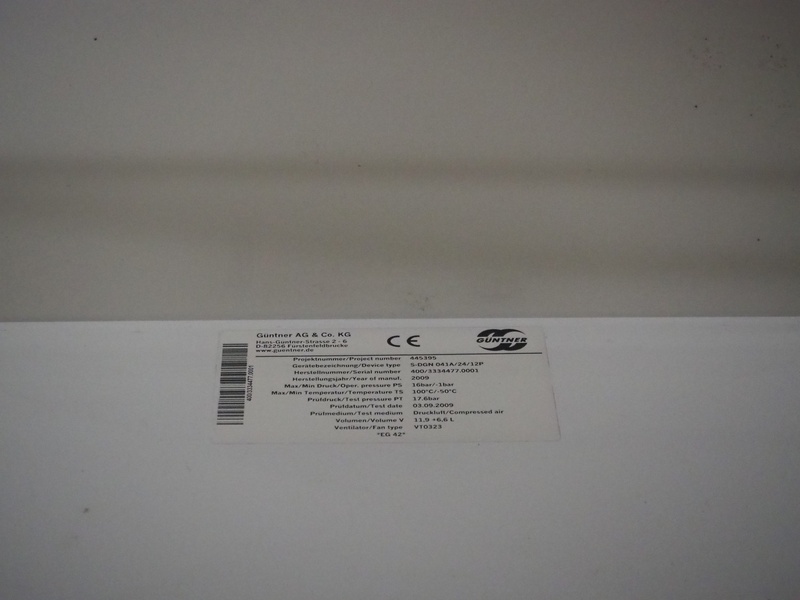 Güntner AG & Co. KG
Hans-Güntner-Strasse 2 - 6
D-82256 Fürstenfeldbrucke
www.guentner.de
CE
GÜNTNER
Projektnummer/Project number 445395
Gerätebezeichnung/Device type S-DGN 041A/24/12P
Herstellnummer/Serial number 400/3334477.0001
Herstellungsjahr/Year of manuf. 2009
Max/Min Druck/Oper. pressure PS 16bar/-1bar
Max/Min Temperatur/Temperature TS 100°C/-50°C
Prüfdruck/Test pressure PT 17.6bar
Prüfdatum/Test date 03.09.2009
Prüfmedium/Test medium Druckluft/Compressed air
Volumen/Volume V 11,9 +6,6 L
Ventilator/Fan type VT0323
"EG 42"
400/3334477.0001